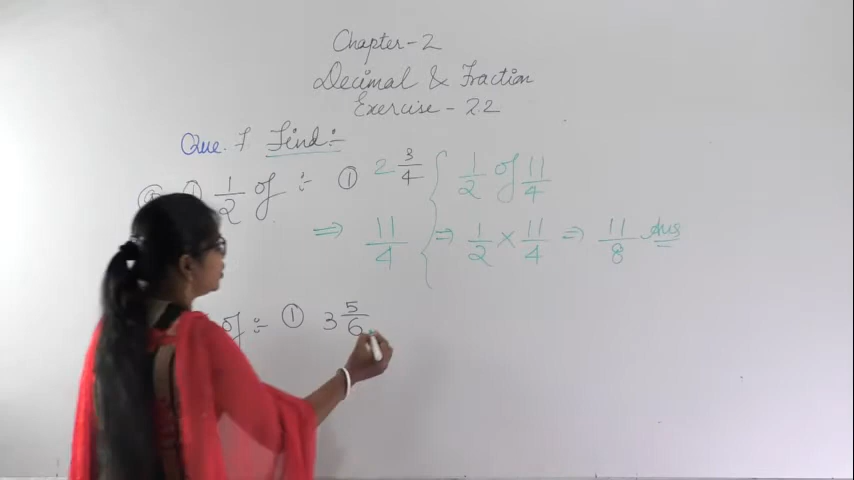 Chapter-2
Decimal & Fraction
Exercise-2.2
Que. 7 Find:-
1/2 of :- ① 2 3/4 { 1/2 of 11/4
⇒ 11/4 { ⇒ 1/2 × 11/4 ⇒ 11/8 Ans
of :- ① 3 5/6